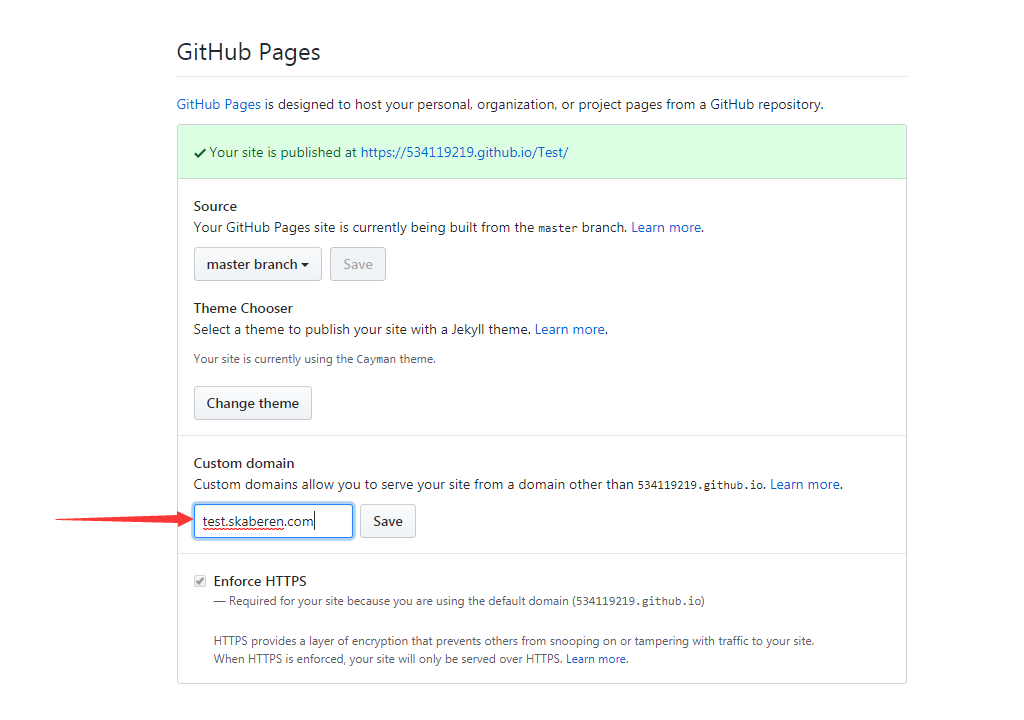 GitHub Pages
GitHub Pages is designed to host your personal, organization, or project pages from a GitHub repository.
Your site is published at https://534119219.github.io/Test/
Source
Your GitHub Pages site is currently being built from the master branch. Learn more.
master branch Save
Theme Chooser
Select a theme to publish your site with a Jekyll theme. Learn more.
Your site is currently using the Cayman theme.
Change theme
Custom domain
Custom domains allow you to serve your site from a domain other than 534119219.github.io. Learn more.
test.skaberen.com Save
Enforce HTTPS
— Required for your site because you are using the default domain (534119219.github.io)
HTTPS provides a layer of encryption that prevents others from snooping on or tampering with traffic to your site.
When HTTPS is enforced, your site will only be served over HTTPS. Learn more.